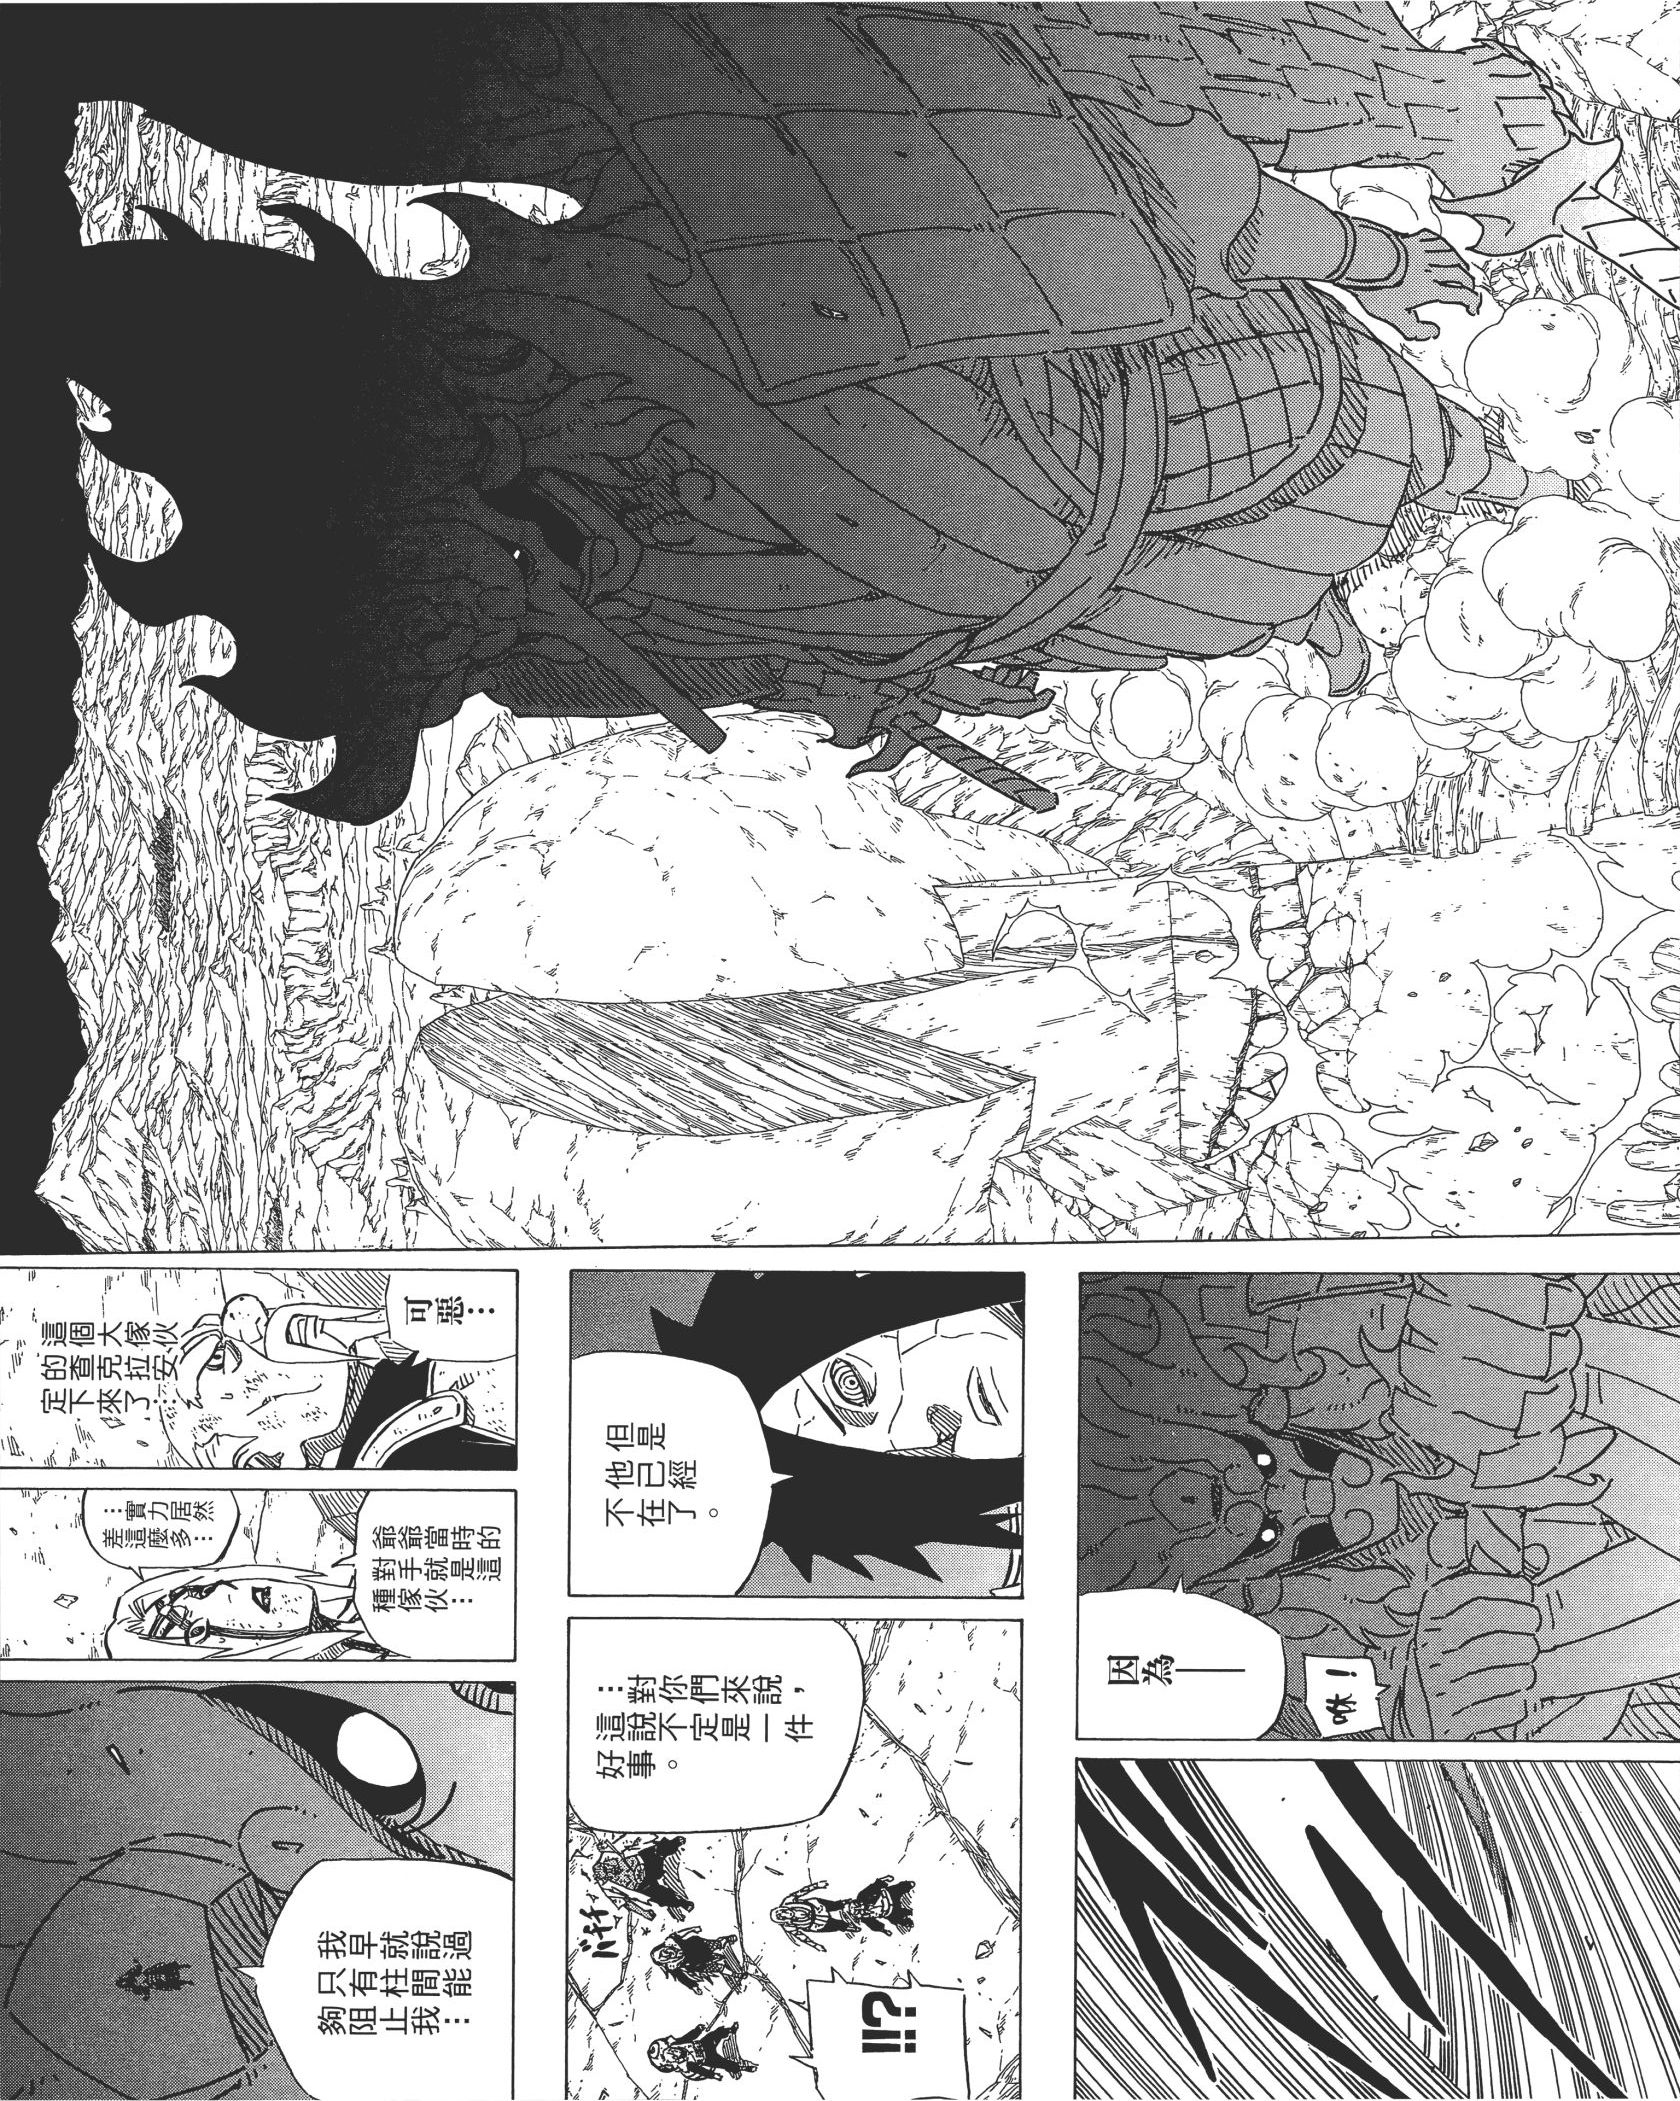 這個大傢伙
的查克拉安
定下來了…
可惡…
…實力居然
差這麼多…
爺爺當時的
對手就是這
種傢伙…
我早就說過
只有柱間能
夠阻止我…
但是
他已經
不在了。
…對你們來說，
這說不定是一件
好事。
バチチ
!!?
因為——
咻！